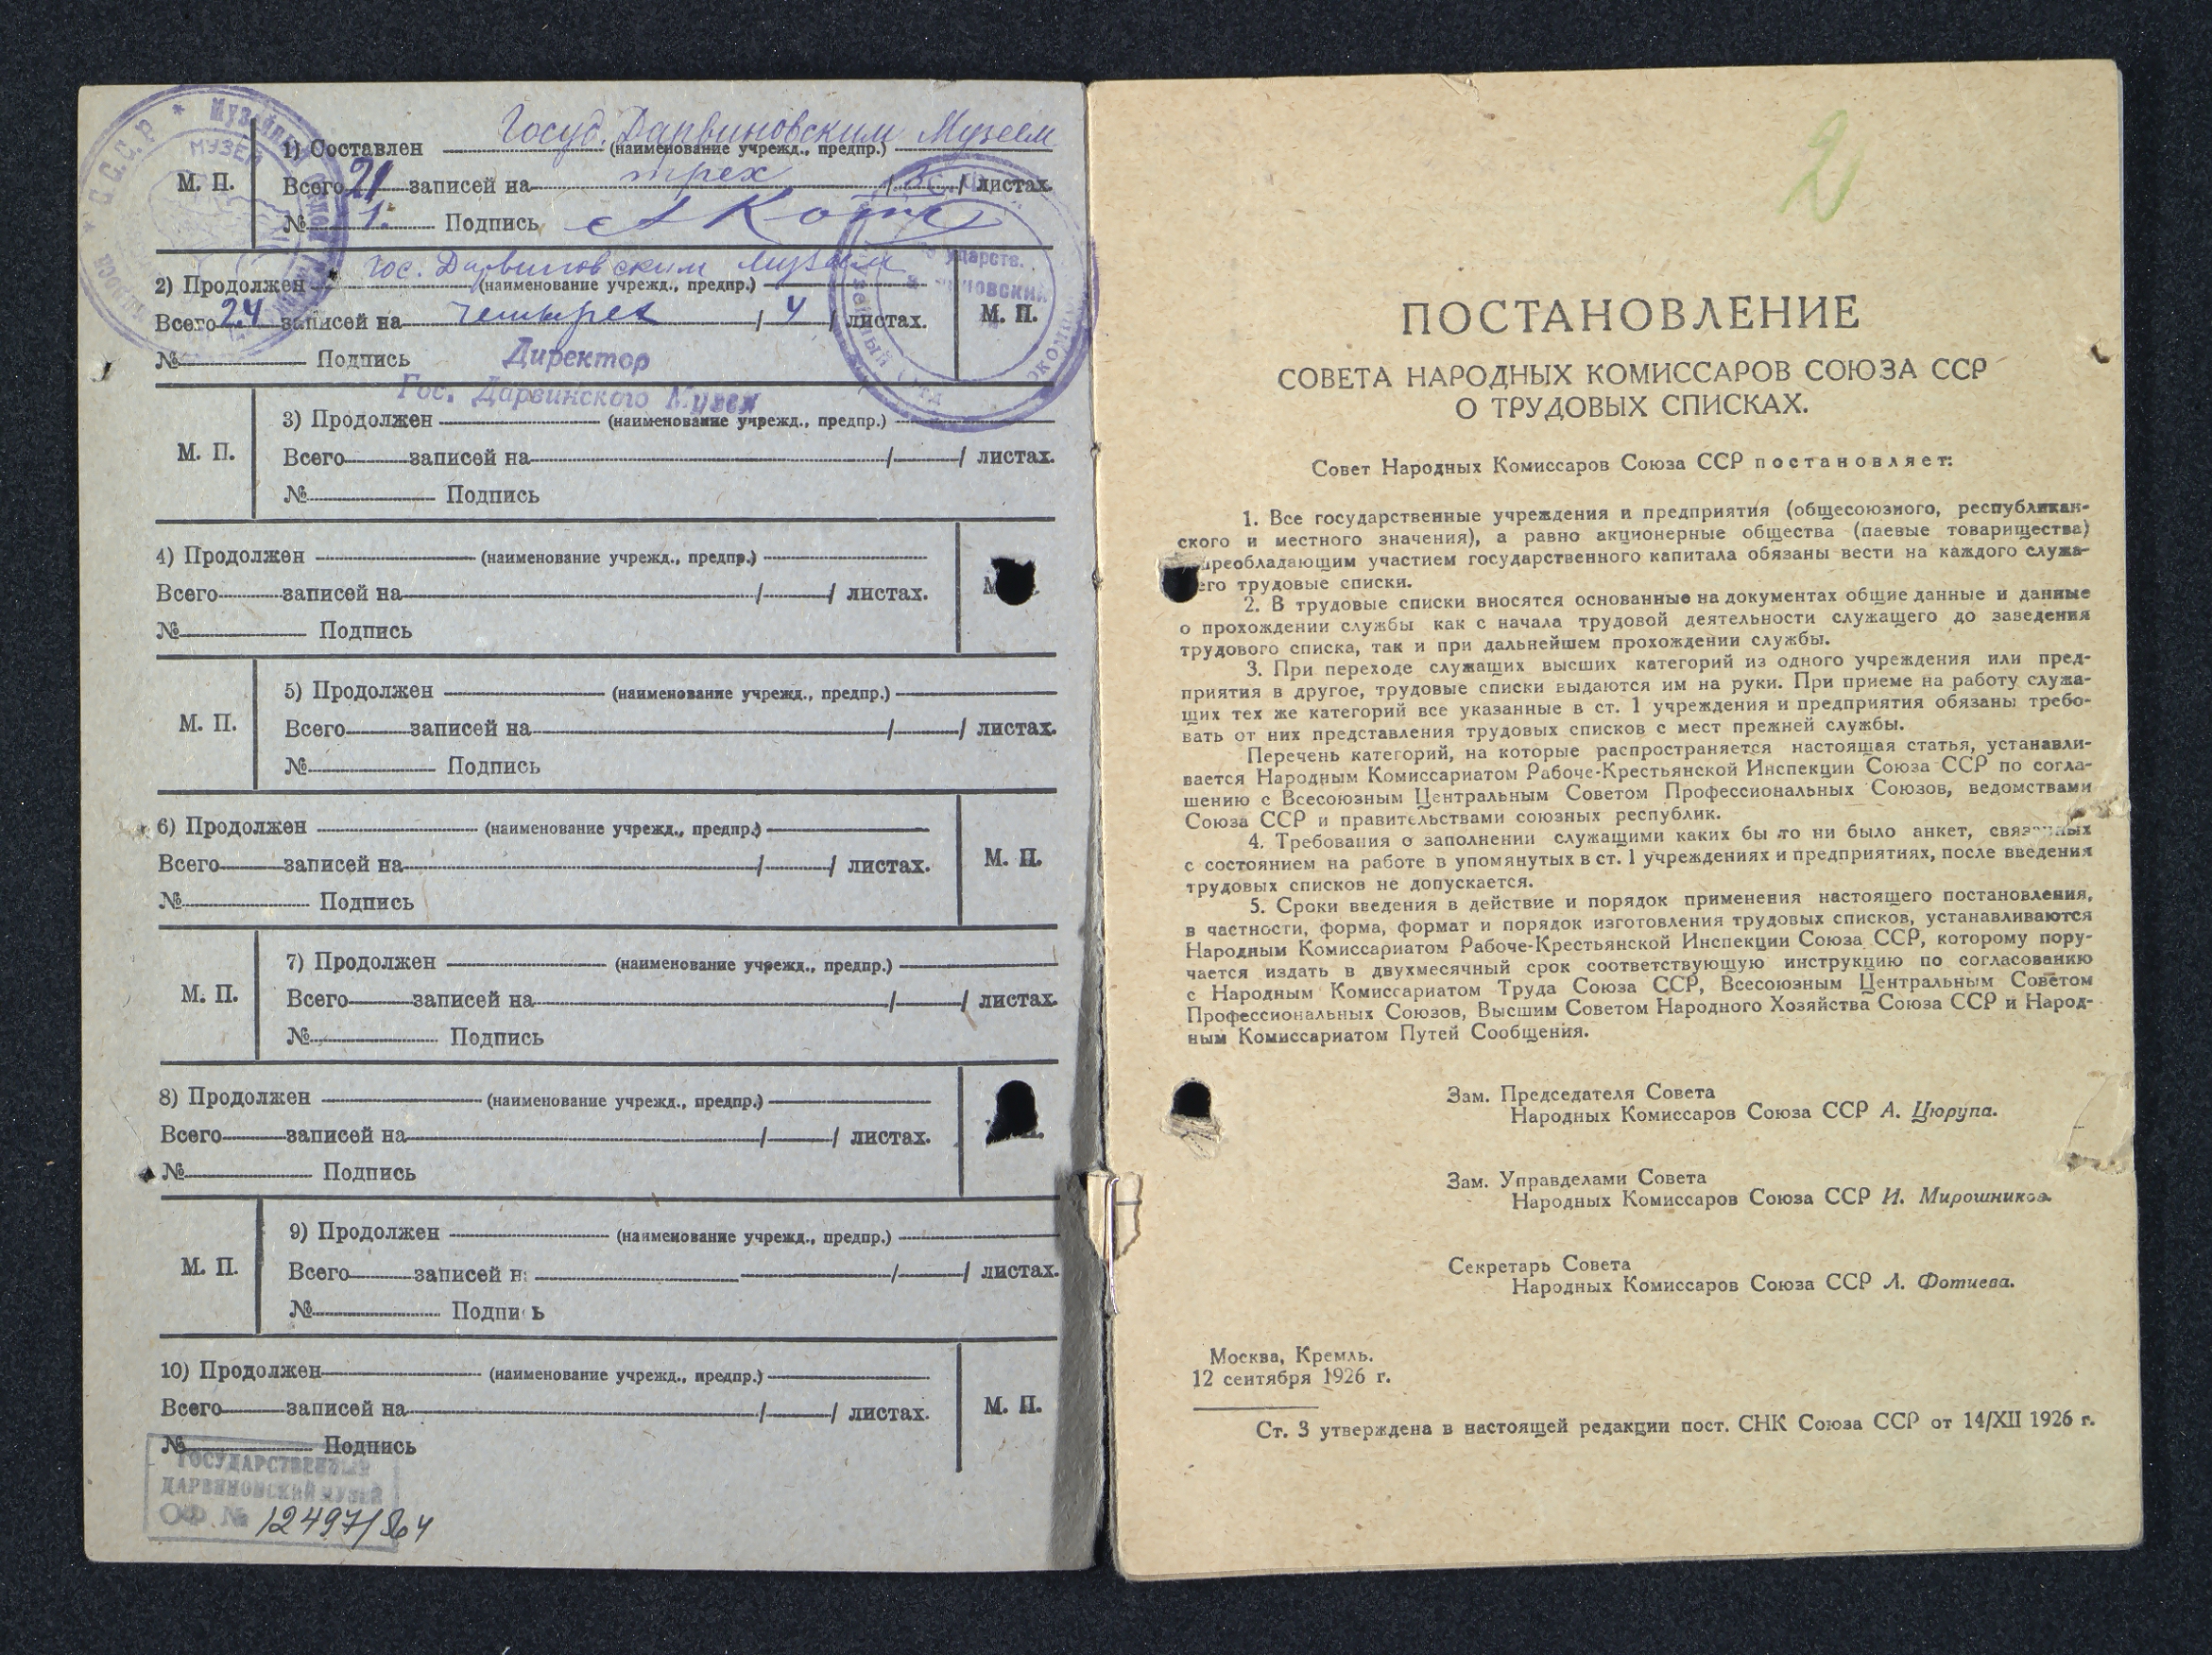 С.С.С.Р. * Музейный
МУЗЕЙ
М. П.
1) Составлен Госуд. Дарвиновским Музеем
(наименование учрежд., предпр.)
Всего 21 записей на трех /3/ листах.
№ 1. Подпись А Котс
2) Продолжен Гос. Дарвиновским музеем
(наименование учрежд., предпр.)
Всего 24 записей на четырех / 4 / листах.
М. П.
№ Подпись Директор
Гос. Дарвинского Музея
М. П.
3) Продолжен (наименование учрежд., предпр.)
Всего записей на / / листах.
№ Подпись
4) Продолжен (наименование учрежд., предпр.)
Всего записей на / / листах.
№ Подпись
М. П.
5) Продолжен (наименование учрежд., предпр.)
Всего записей на / / листах.
№ Подпись
6) Продолжен (наименование учрежд., предпр.)
Всего записей на / / листах.
М. П.
№ Подпись
М. П.
7) Продолжен (наименование учрежд., предпр.)
Всего записей на / / листах.
№ Подпись
8) Продолжен (наименование учрежд., предпр.)
Всего записей на / / листах.
№ Подпись
М. П.
9) Продолжен (наименование учрежд., предпр.)
Всего записей н / / листах.
№ Подпись
10) Продолжен (наименование учрежд., предпр.)
Всего записей на / / листах.
М. П.
№ Подпись
ГОСУДАРСТВЕННЫЙ
ДАРВИНОВСКИЙ МУЗЕЙ
ОФ. № 12497/864
2
ПОСТАНОВЛЕНИЕ
СОВЕТА НАРОДНЫХ КОМИССАРОВ СОЮЗА ССР
О ТРУДОВЫХ СПИСКАХ.
Совет Народных Комиссаров Союза ССР постановляет:
1. Все государственные учреждения и предприятия (общесоюзного, республикан-
ского и местного значения), а равно акционерные общества (паевые товарищества)
преобладающим участием государственного капитала обязаны вести на каждого служа-
его трудовые списки.
2. В трудовые списки вносятся основанные на документах общие данные и данные
о прохождении службы как с начала трудовой деятельности служащего до заведения
трудового списка, так и при дальнейшем прохождении службы.
3. При переходе служащих высших категорий из одного учреждения или пред-
приятия в другое, трудовые списки выдаются им на руки. При приеме на работу служа-
щих тех же категорий все указанные в ст. 1 учреждения и предприятия обязаны требо-
вать от них представления трудовых списков с мест прежней службы.
Перечень категорий, на которые распространяется настоящая статья, устанавли-
вается Народным Комиссариатом Рабоче-Крестьянской Инспекции Союза ССР по согла-
шению с Всесоюзным Центральным Советом Профессиональных Союзов, ведомствами
Союза ССР и правительствами союзных республик.
4. Требования о заполнении служащими каких бы то ни было анкет, связанных
с состоянием на работе в упомянутых в ст. 1 учреждениях и предприятиях, после введения
трудовых списков не допускается.
5. Сроки введения в действие и порядок применения настоящего постановления,
в частности, форма, формат и порядок изготовления трудовых списков, устанавливаются
Народным Комиссариатом Рабоче-Крестьянской Инспекции Союза ССР, которому пору-
чается издать в двухмесячный срок соответствующую инструкцию по согласованию
с Народным Комиссариатом Труда Союза ССР, Всесоюзным Центральным Советом
Профессиональных Союзов, Высшим Советом Народного Хозяйства Союза ССР и Народ-
ным Комиссариатом Путей Сообщения.
Зам. Председателя Совета
Народных Комиссаров Союза ССР А. Цюрупа.
Зам. Управделами Совета
Народных Комиссаров Союза ССР И. Мирошников.
Секретарь Совета
Народных Комиссаров Союза ССР Л. Фотиева.
Москва, Кремль.
12 сентября 1926 г.
Ст. 3 утверждена в настоящей редакции пост. СНК Союза ССР от 14/XII 1926 г.